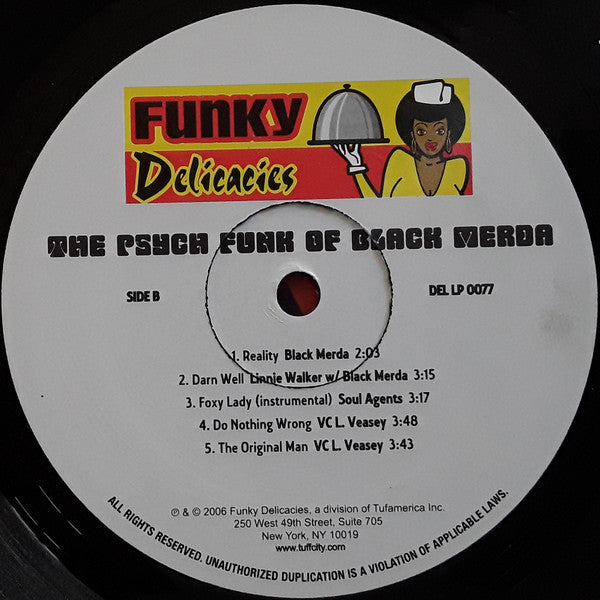 Funky
Delicacies
THE PSYCH FUNK OF BLACK MERDA
SIDE B
DEL LP 0077
1. Reality Black Merda 2:03
2. Darn Well Linnie Walker w/ Black Merda 3:15
3. Foxy Lady (instrumental) Soul Agents 3:17
4. Do Nothing Wrong VC L. Veasey 3:48
5. The Original Man VC L. Veasey 3:43
℗ & © 2006 Funky Delicacies, a division of Tufamerica Inc.
250 West 49th Street, Suite 705
New York, NY 10019
www.tuffcity.com
ALL RIGHTS RESERVED. UNAUTHORIZED DUPLICATION IS A VIOLATION OF APPLICABLE LAWS.